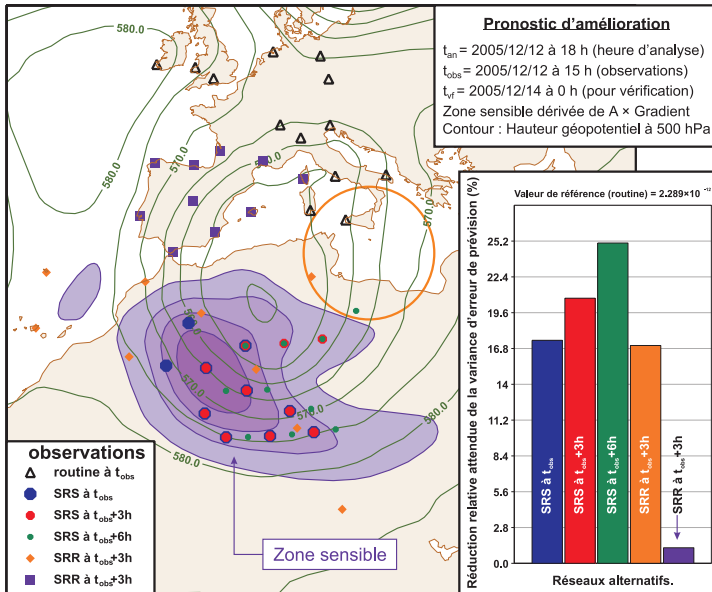 Pronostic d'amélioration
t_an = 2005/12/12 à 18 h (heure d'analyse)
t_obs = 2005/12/12 à 15 h (observations)
t_vf = 2005/12/14 à 0 h (pour vérification)
Zone sensible dérivée de A × Gradient
Contour : Hauteur géopotentiel à 500 hPa
580.0
580.0
570.0
580.0
570.0
560.0
570.0
570.0
580.0
580.0
Zone sensible
observations
routine à t_obs
SRS à t_obs
SRS à t_obs+3h
SRS à t_obs+6h
SRR à t_obs+3h
SRR à t_obs+3h
Valeur de référence (routine) = 2.289×10⁻¹²
Réduction relative attendue de la variance d'erreur de prévision (%)
25,2
22.4
19.6
16.8
14
11.2
8.4
5.6
2.8
0.0
SRS à t_obs
SRS à t_obs+3h
SRS à t_obs+6h
SRR à t_obs+3h
SRR à t_obs+3h
Réseaux alternatifs.